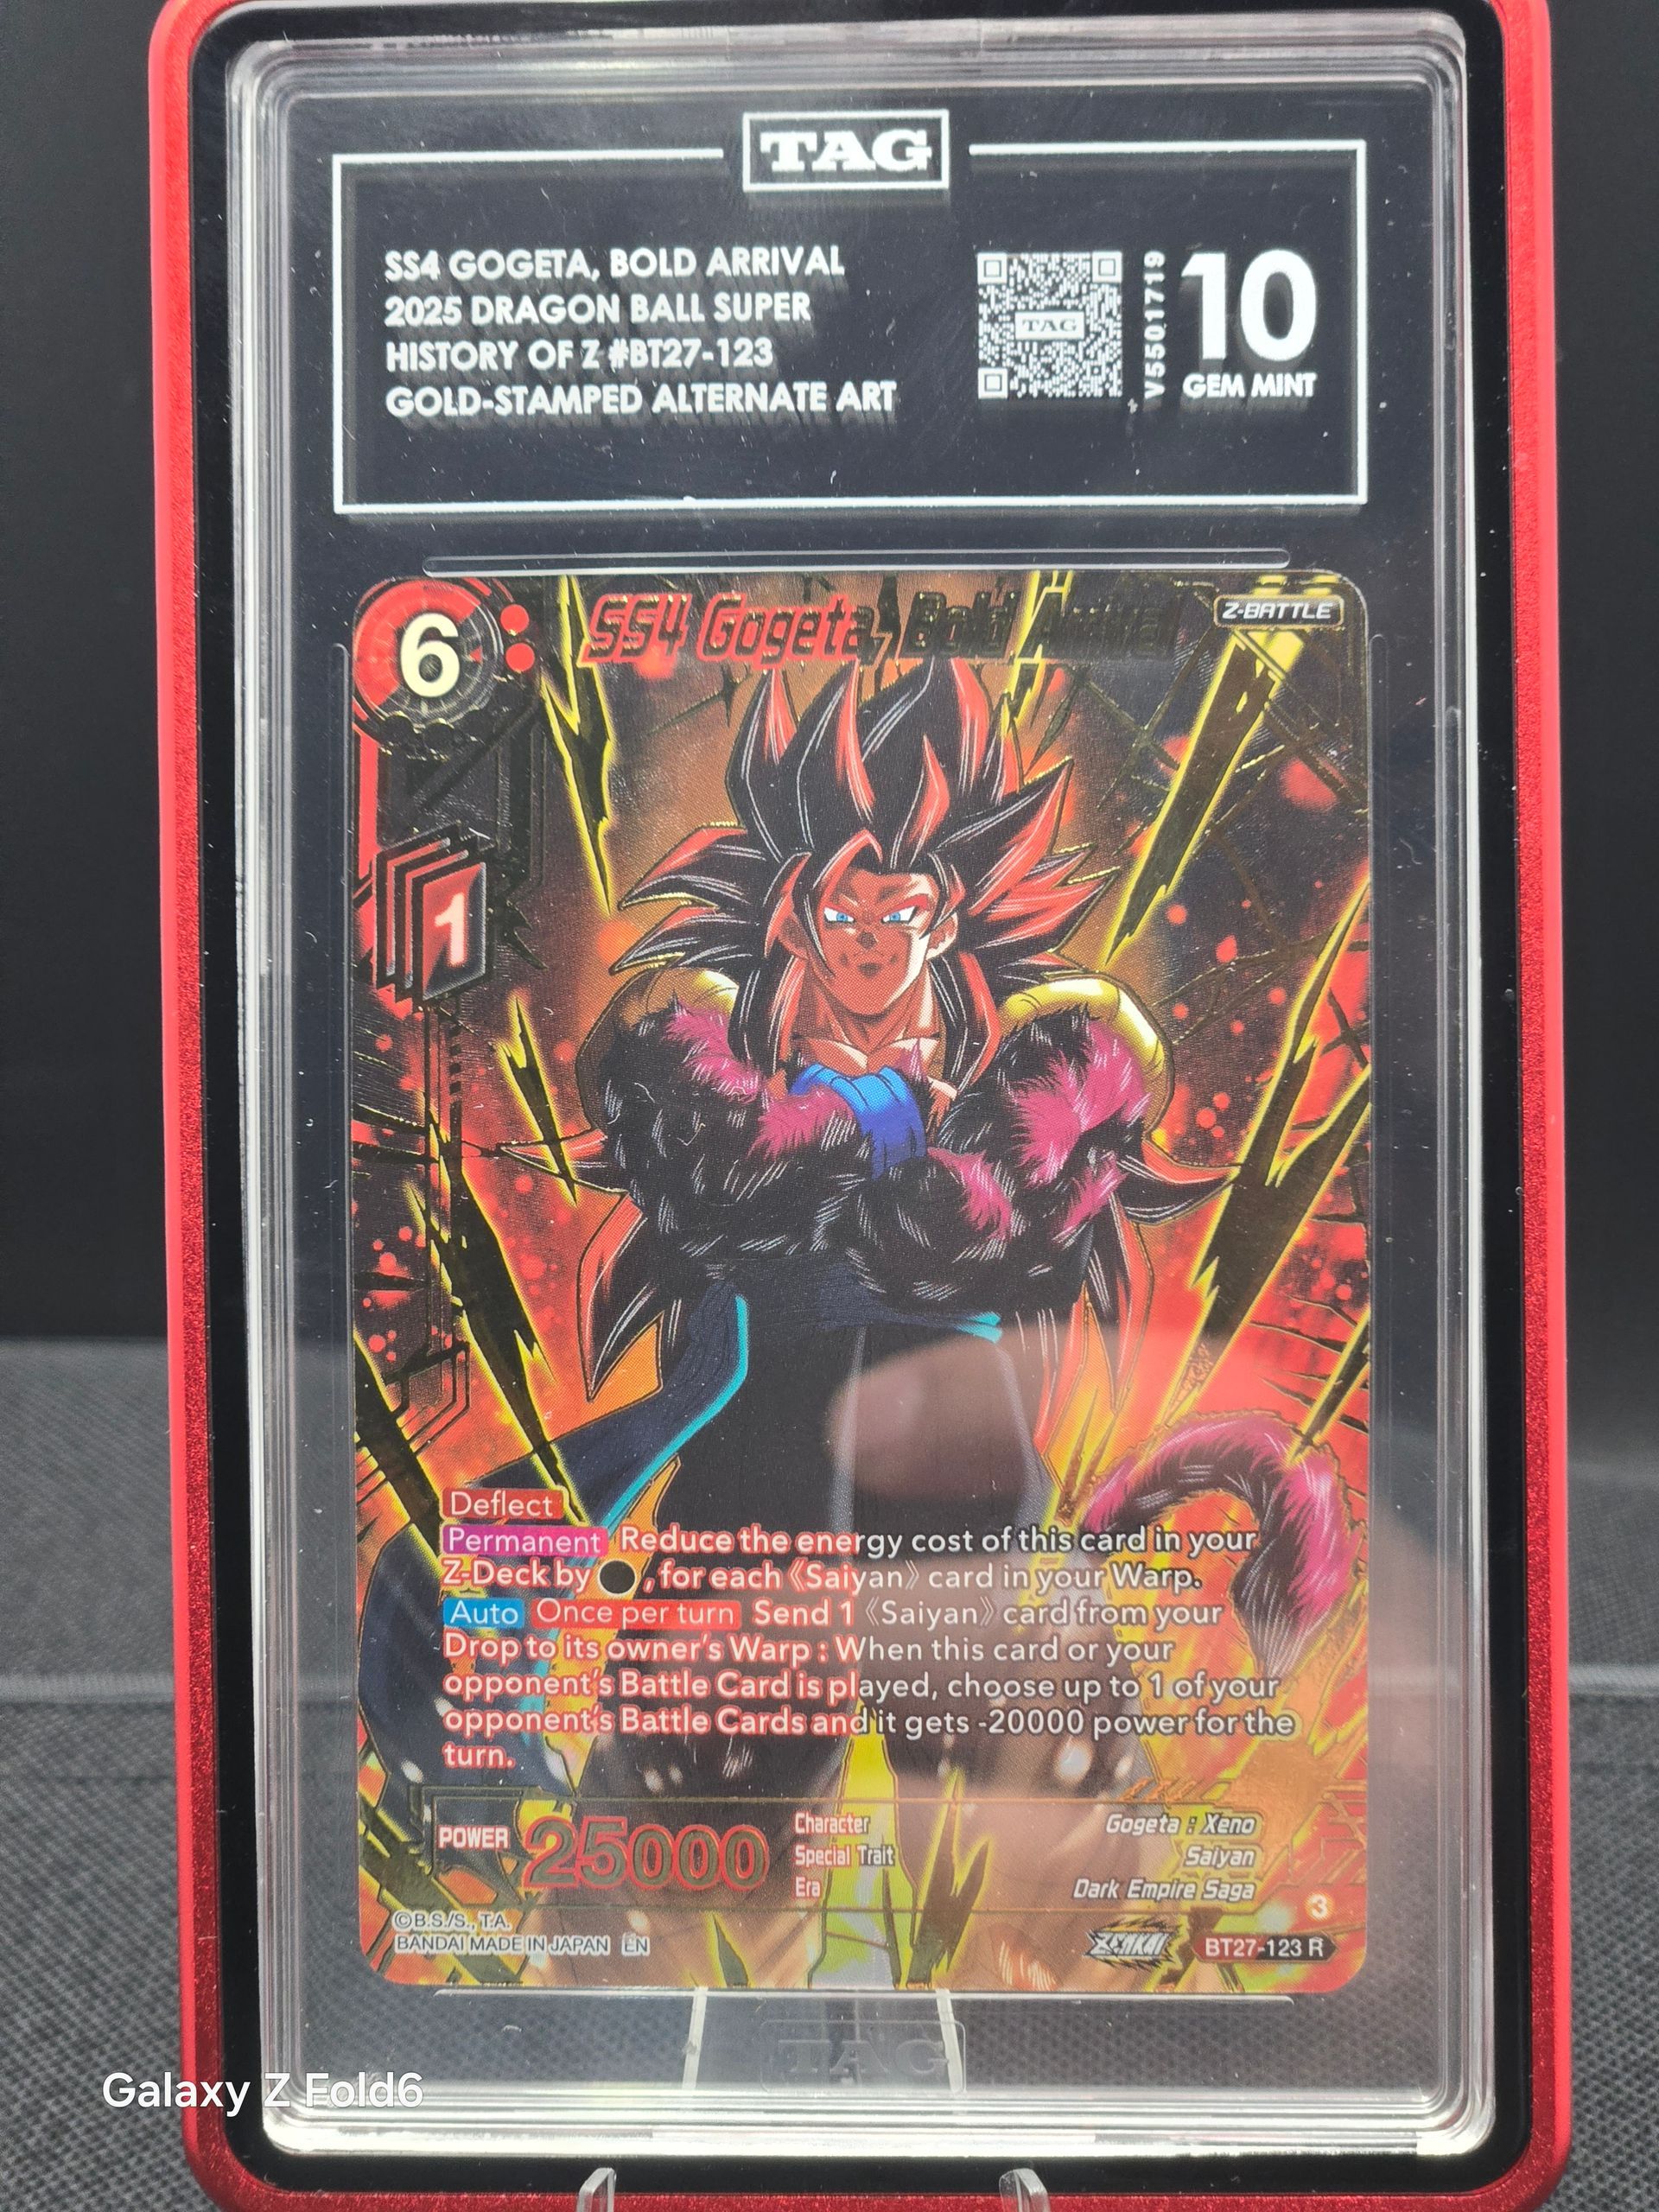 TAG
SS4 GOGETA, BOLD ARRIVAL
2025 DRAGON BALL SUPER
HISTORY OF Z #BT27-123
GOLD-STAMPED ALTERNATE ART
TAG
V5501719
10
GEM MINT
6
SS4 Gogeta, Bold Arrival
Z-BATTLE
1
Deflect
Permanent Reduce the energy cost of this card in your
Z-Deck by ●, for each 《Saiyan》 card in your Warp.
Auto Once per turn Send 1 《Saiyan》 card from your
Drop to its owner's Warp : When this card or your
opponent's Battle Card is played, choose up to 1 of your
opponent's Battle Cards and it gets -20000 power for the
turn.
POWER 25000
Character Gogeta : Xeno
Special Trait Saiyan
Era Dark Empire Saga
3
©B.S./S., T.A.
BANDAI MADE IN JAPAN EN
ZENKAI
BT27-123 R
TAG
Galaxy Z Fold6